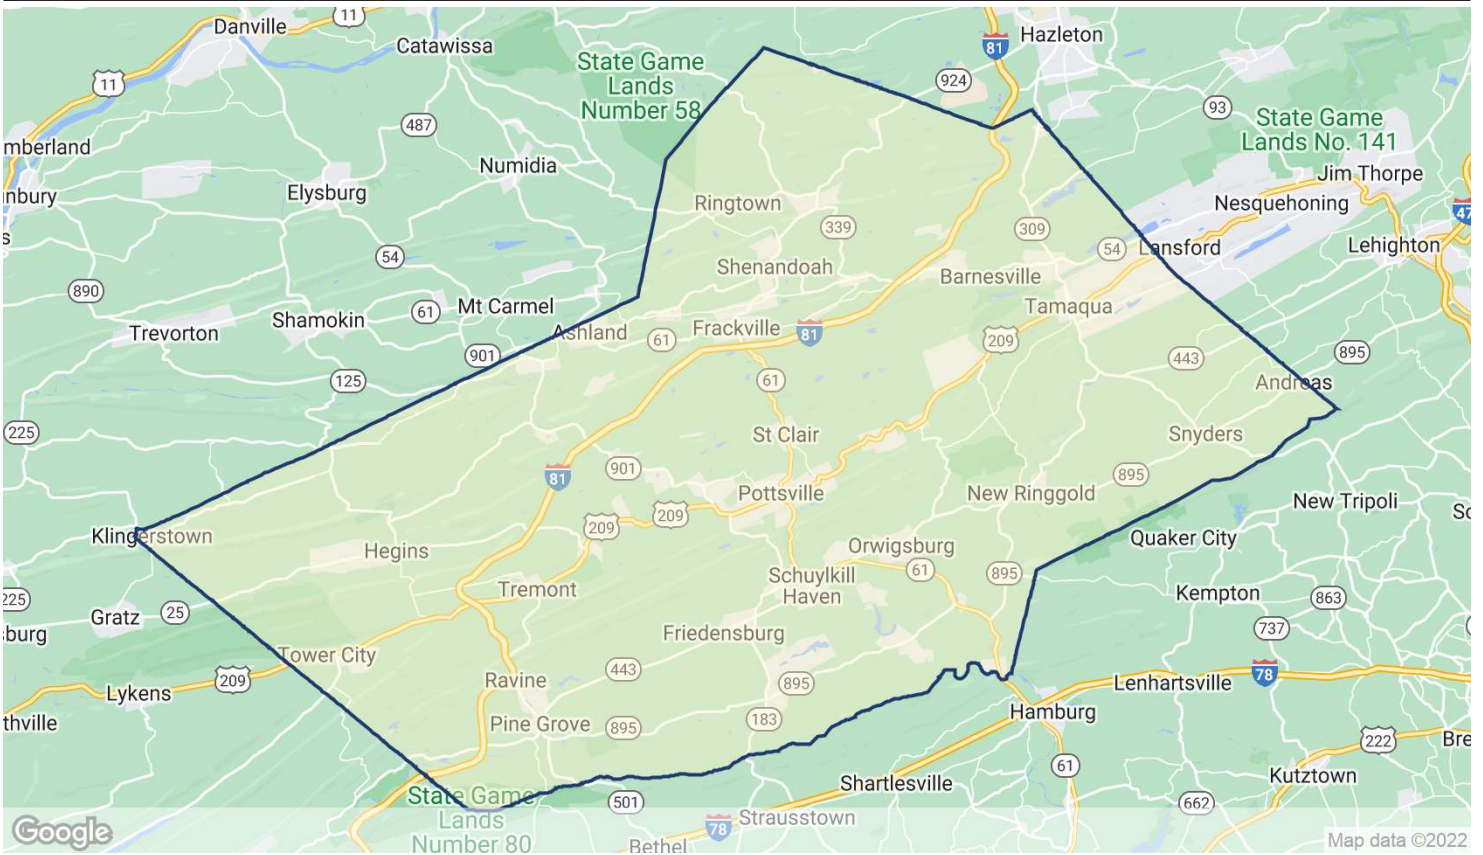 Danville
11
Catawissa
81
Hazleton
State Game
Lands
Number 58
924
11
93
487
State Game
Lands No. 141
mberland
Numidia
Jim Thorpe
Elysburg
nbury
Ringtown
Nesquehoning
47
339
309
s
54
54
Lansford
Lehighton
Shenandoah
Barnesville
890
61
Mt Carmel
Tamaqua
Trevorton
Shamokin
Ashland
61
Frackville
81
209
901
895
443
125
61
Andreas
225
St Clair
Snyders
901
81
895
Pottsville
New Ringgold
New Tripoli
209
209
Sc
Klingerstown
Hegins
Orwigsburg
Quaker City
61
895
Schuylkill
Haven
Tremont
Kempton
863
225
Gratz
25
sburg
Friedensburg
737
Tower City
443
209
Ravine
895
78
Lykens
Lenhartsville
thville
Pine Grove
895
183
Hamburg
222
Bre
61
Kutztown
Shartlesville
State Game
Lands
Number 80
501
662
78
Strausstown
Bethel
Google
Map data ©2022